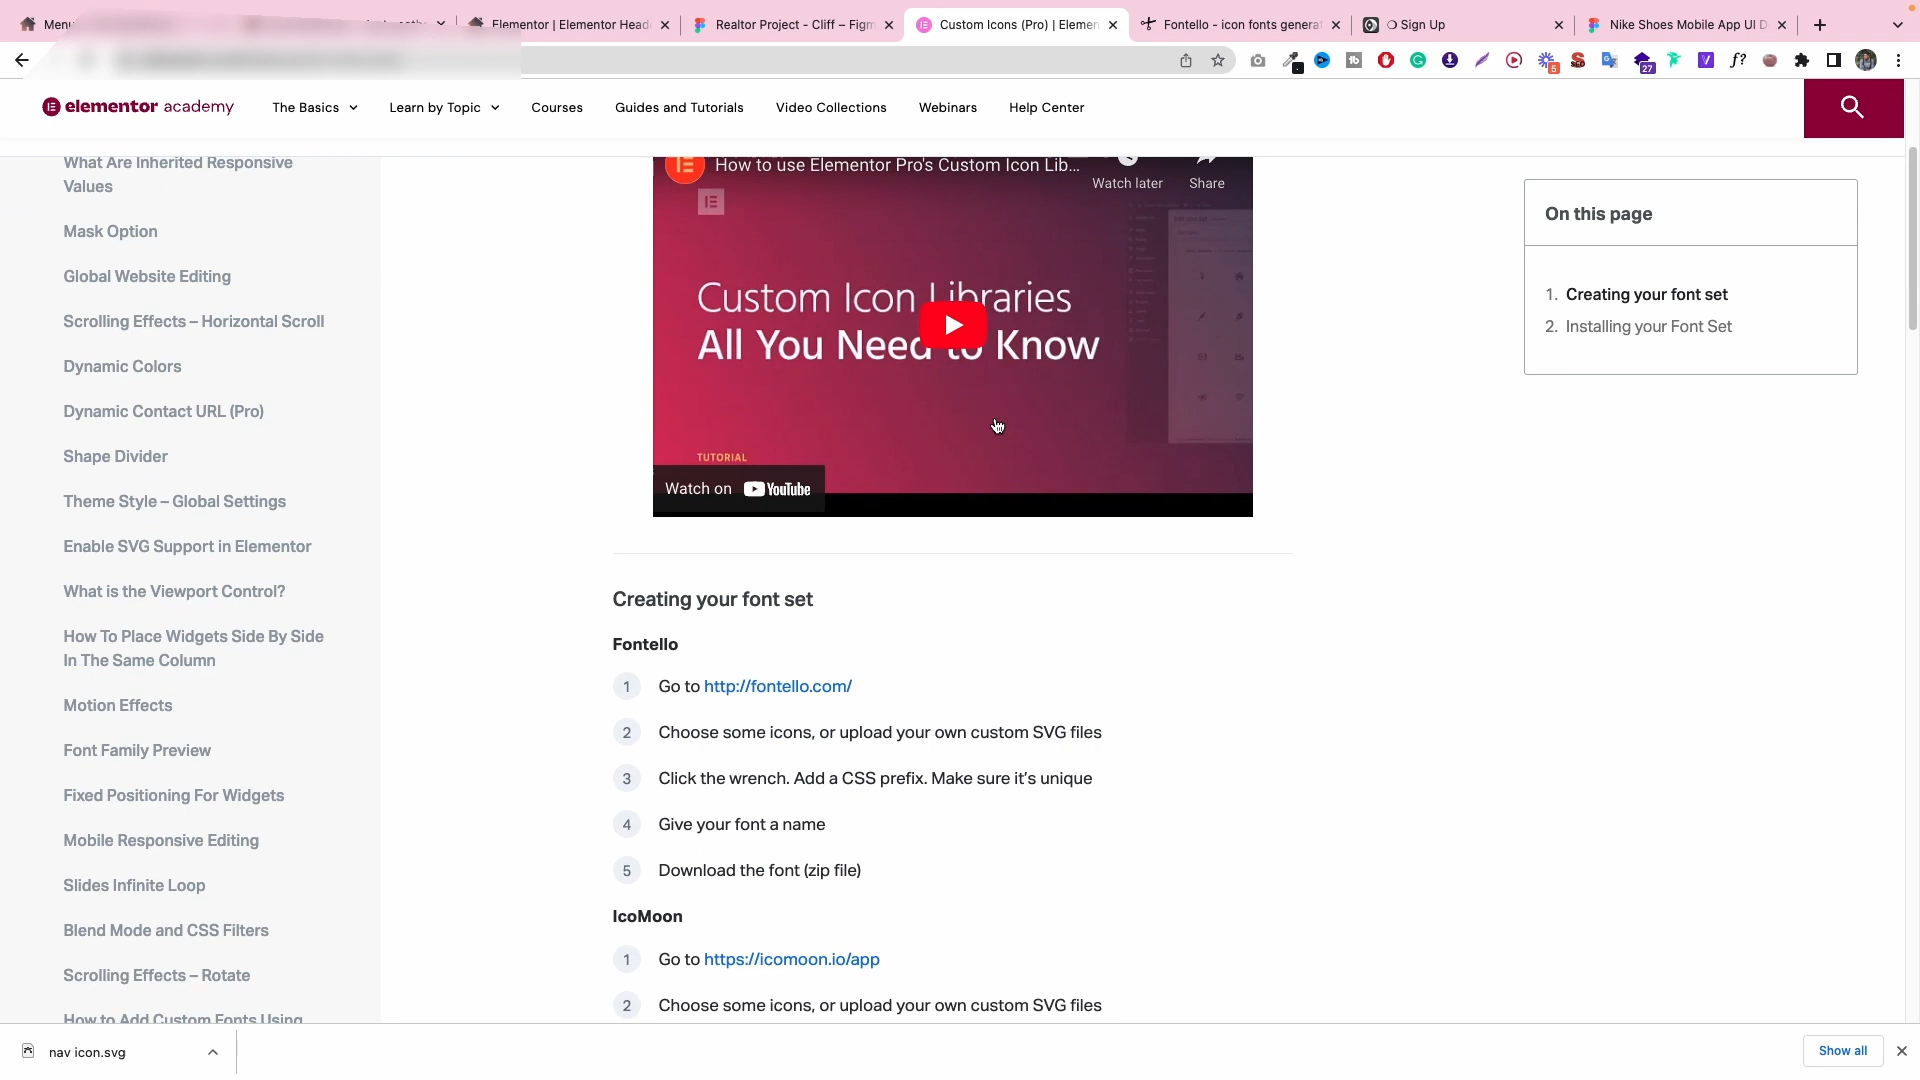 Menu
Elementor | Elementor Head
Realtor Project - Cliff – Figm
Custom Icons (Pro) | Elemen
Fontello - icon fonts generat
Sign Up
Nike Shoes Mobile App UI D
5
27
f?
elementor academy
The Basics
Learn by Topic
Courses
Guides and Tutorials
Video Collections
Webinars
Help Center
What Are Inherited Responsive
Values
Mask Option
Global Website Editing
Scrolling Effects – Horizontal Scroll
Dynamic Colors
Dynamic Contact URL (Pro)
Shape Divider
Theme Style – Global Settings
Enable SVG Support in Elementor
What is the Viewport Control?
How To Place Widgets Side By Side
In The Same Column
Motion Effects
Font Family Preview
Fixed Positioning For Widgets
Mobile Responsive Editing
Slides Infinite Loop
Blend Mode and CSS Filters
Scrolling Effects – Rotate
How to Add Custom Fonts Using
How to use Elementor Pro's Custom Icon Lib...
Watch later
Share
Custom Icon Libraries
All You Need to Know
TUTORIAL
Watch on YouTube
Creating your font set
Fontello
1 Go to http://fontello.com/
2 Choose some icons, or upload your own custom SVG files
3 Click the wrench. Add a CSS prefix. Make sure it’s unique
4 Give your font a name
5 Download the font (zip file)
IcoMoon
1 Go to https://icomoon.io/app
2 Choose some icons, or upload your own custom SVG files
On this page
1. Creating your font set
2. Installing your Font Set
nav icon.svg
Show all